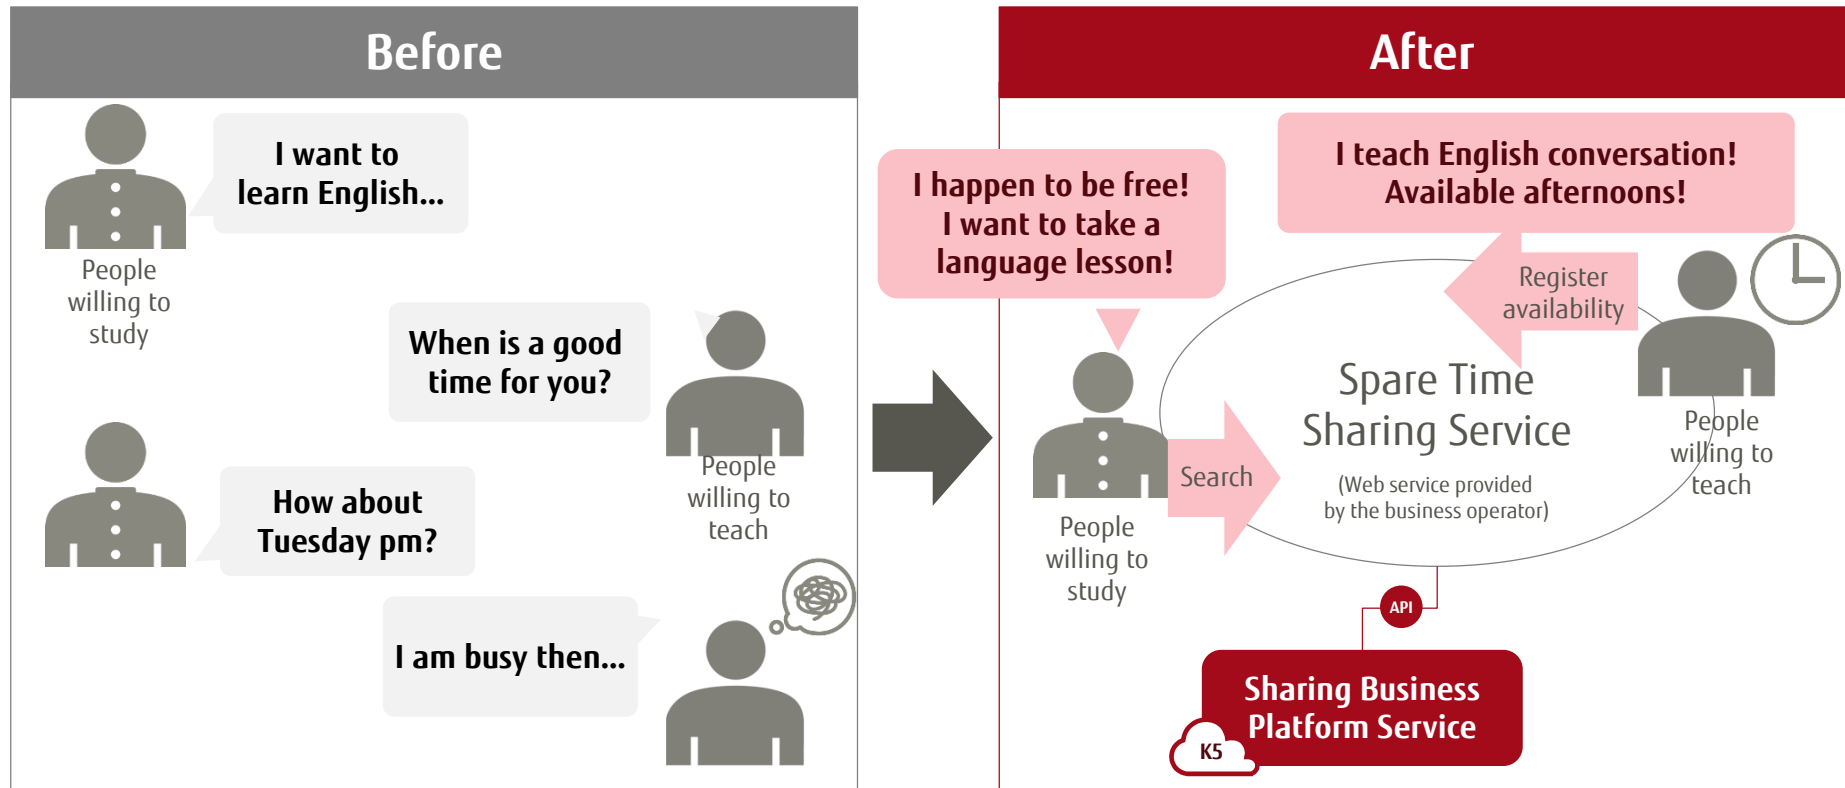 Before
I want to
learn English...
People
willing to
study
When is a good
time for you?
People
willing to
teach
How about
Tuesday pm?
I am busy then...
After
I happen to be free!
I want to take a
language lesson!
I teach English conversation!
Available afternoons!
Register
availability
People
willing to
teach
Spare Time
Sharing Service
(Web service provided
by the business operator)
Search
People
willing to
study
API
Sharing Business
Platform Service
K5